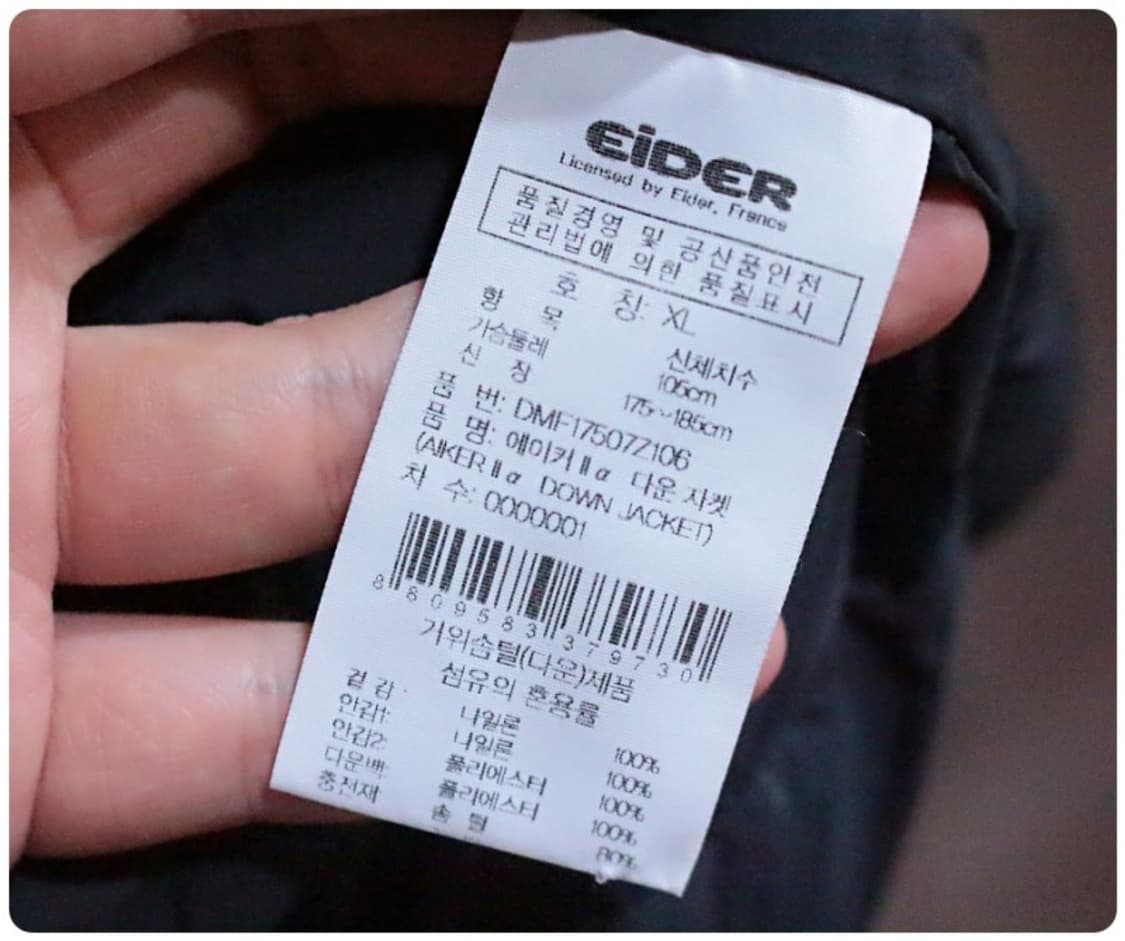 EiDER
Licensed by Eider, France
품질경영 및 공산품안전
관리법에 의한 품질표시
호 칭: XL
항 목 신체치수
가슴둘레 105cm
신 장 175~185cm
품 번: DMF17507Z106
품 명: 에이커Ⅱα 다운 자켓
(AIKERⅡα DOWN JACKET)
차 수: 0000001
8 809583 379730
거위솜털(다운)제품
섬유의 혼용률
겉감: 나일론 100%
안감1: 나일론 100%
안감2: 폴리에스터 100%
다운백: 폴리에스터 100%
충전재: 솜털 80%